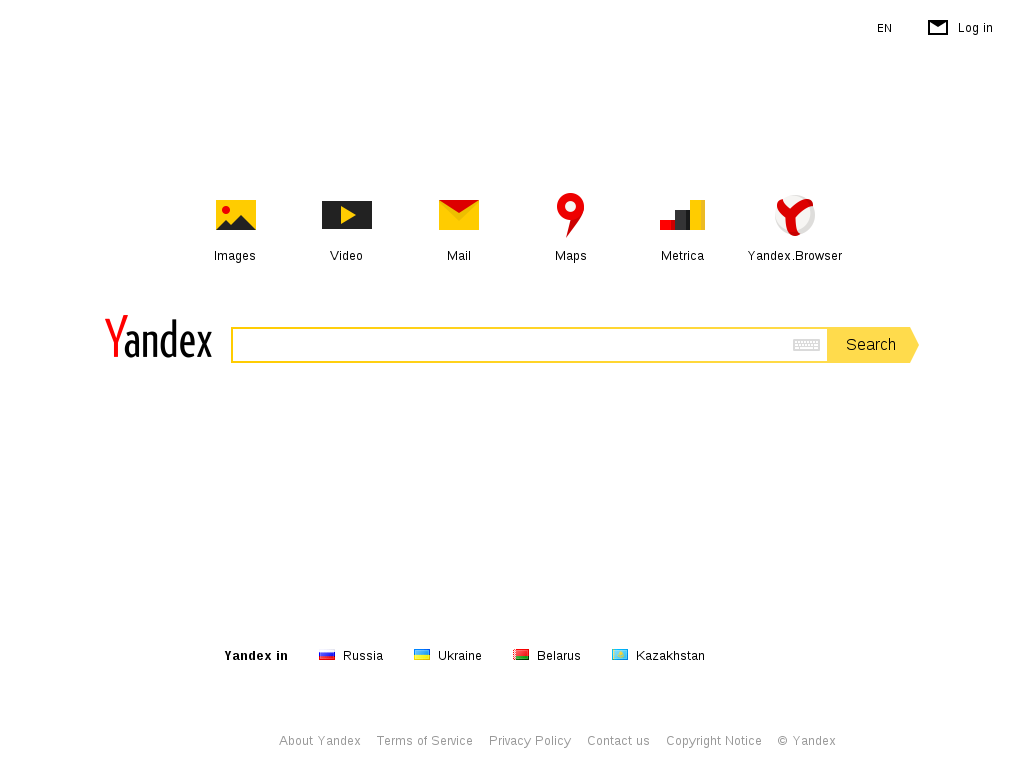 EN Log in
Images Video Mail Maps Metrica Yandex.Browser
Yandex Search
Yandex in Russia Ukraine Belarus Kazakhstan
About Yandex Terms of Service Privacy Policy Contact us Copyright Notice © Yandex